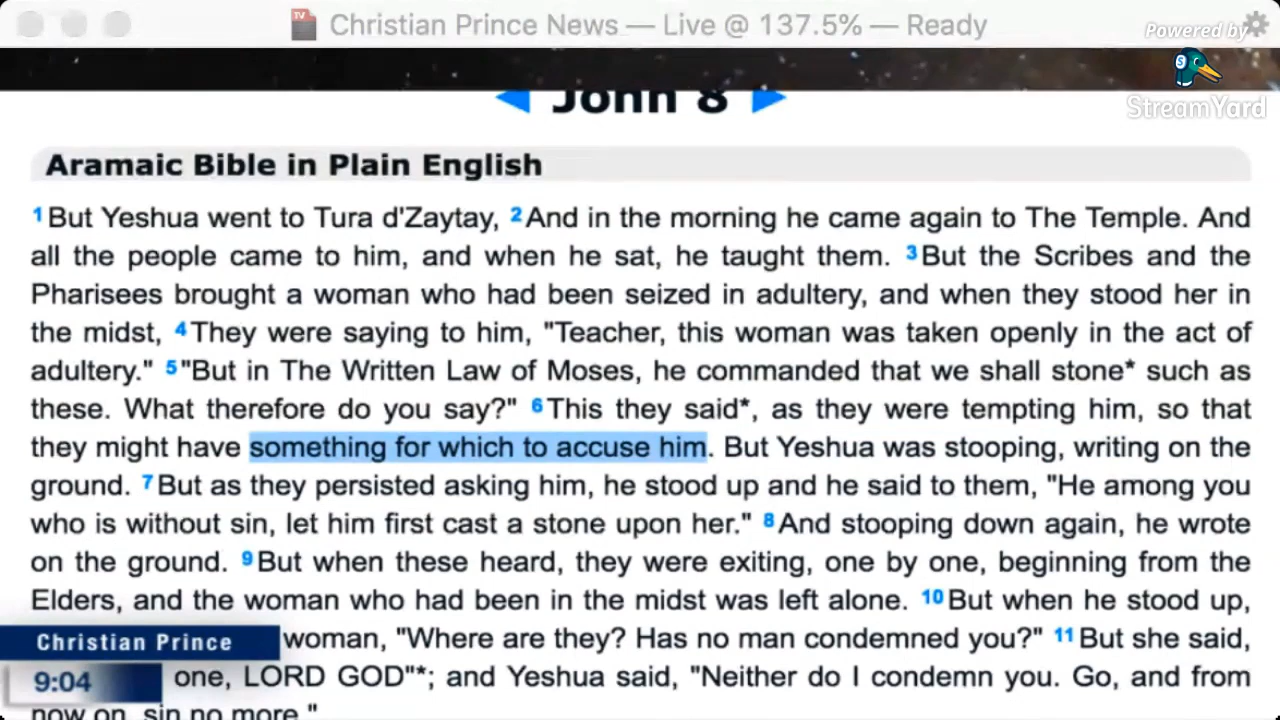 Christian Prince News — Live @ 137.5% — Ready
Powered by
StreamYard
John 8
Aramaic Bible in Plain English
1 But Yeshua went to Tura d'Zaytay, 2 And in the morning he came again to The Temple. And
all the people came to him, and when he sat, he taught them. 3 But the Scribes and the
Pharisees brought a woman who had been seized in adultery, and when they stood her in
the midst, 4 They were saying to him, "Teacher, this woman was taken openly in the act of
adultery." 5 "But in The Written Law of Moses, he commanded that we shall stone* such as
these. What therefore do you say?" 6 This they said*, as they were tempting him, so that
they might have something for which to accuse him. But Yeshua was stooping, writing on the
ground. 7 But as they persisted asking him, he stood up and he said to them, "He among you
who is without sin, let him first cast a stone upon her." 8 And stooping down again, he wrote
on the ground. 9 But when these heard, they were exiting, one by one, beginning from the
Elders, and the woman who had been in the midst was left alone. 10 But when he stood up,
woman, "Where are they? Has no man condemned you?" 11 But she said,
one, LORD GOD"*; and Yeshua said, "Neither do I condemn you. Go, and from
now on, sin no more."
Christian Prince
9:04